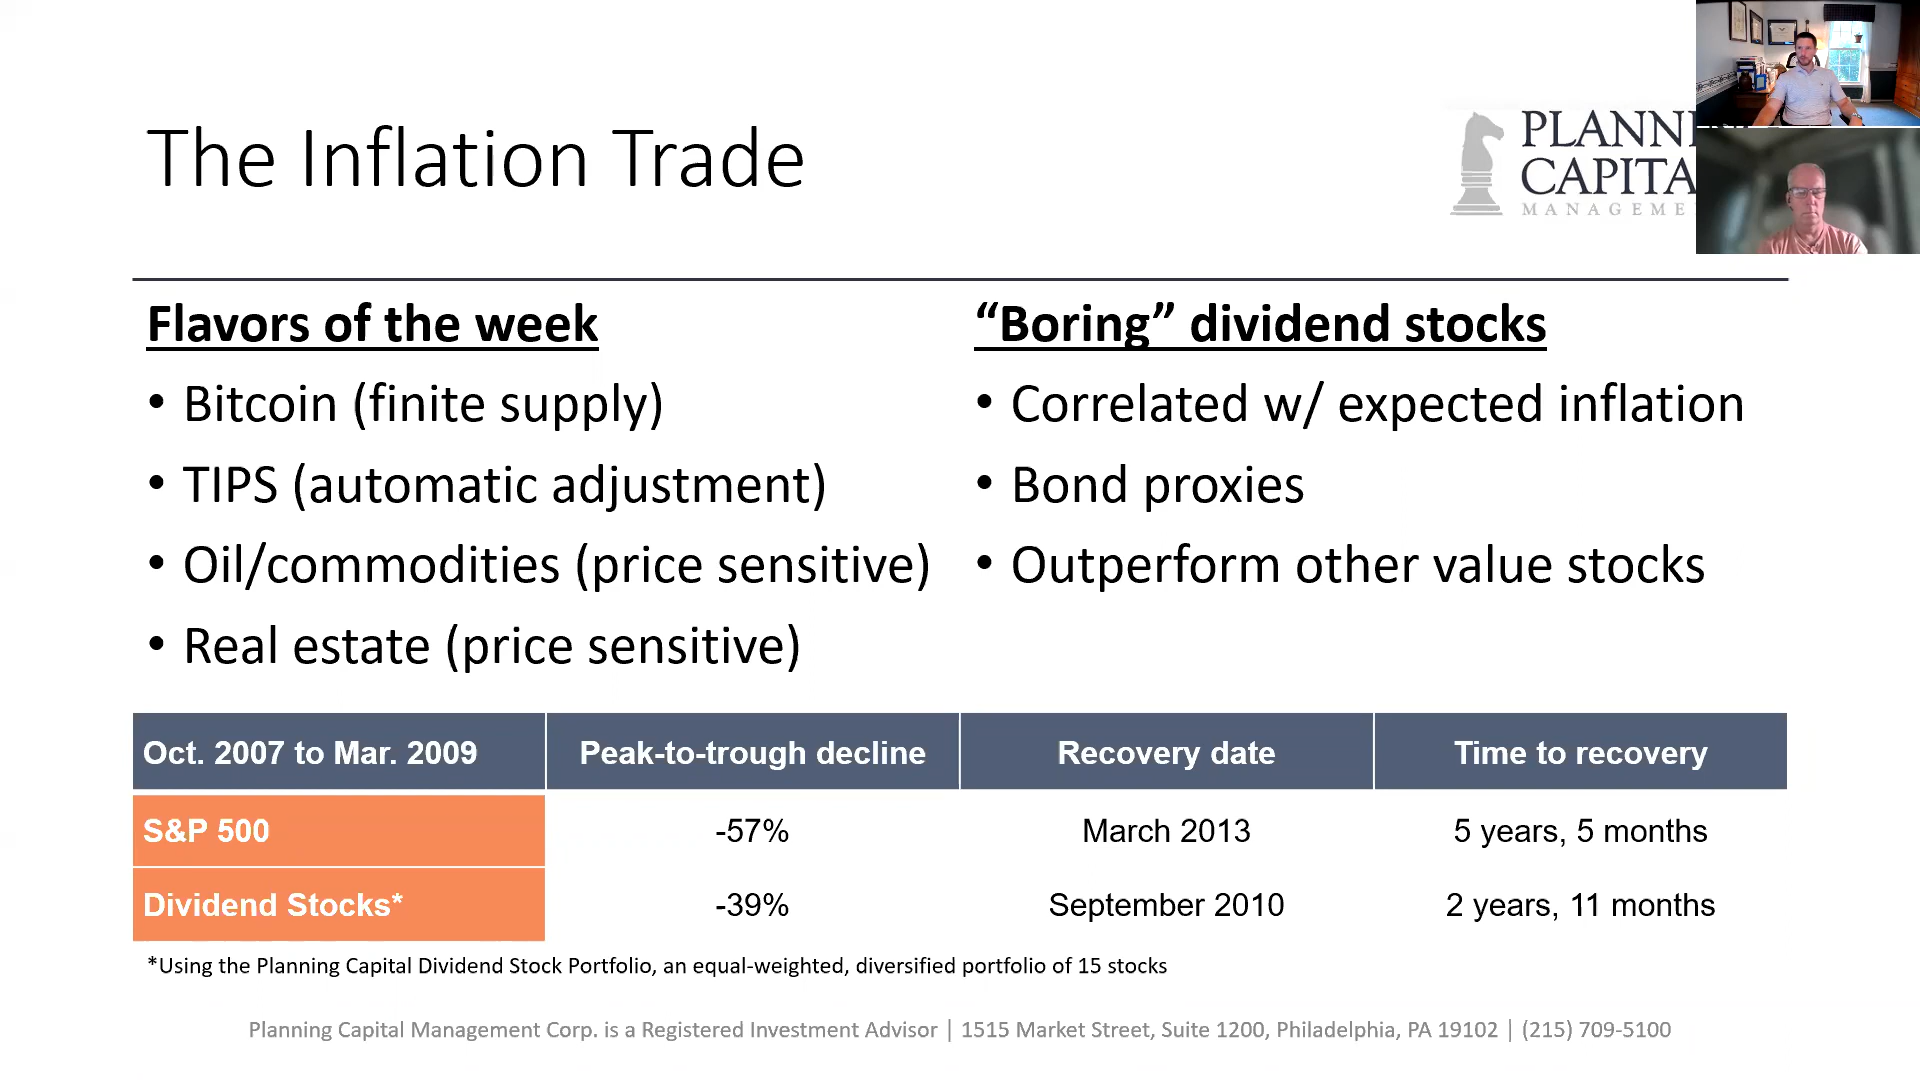 The Inflation Trade
PLANN
CAPITA
MANAGEME
Flavors of the week
• Bitcoin (finite supply)
• TIPS (automatic adjustment)
• Oil/commodities (price sensitive)
• Real estate (price sensitive)
“Boring” dividend stocks
• Correlated w/ expected inflation
• Bond proxies
• Outperform other value stocks
Oct. 2007 to Mar. 2009 Peak-to-trough decline Recovery date Time to recovery
S&P 500 -57% March 2013 5 years, 5 months
Dividend Stocks* -39% September 2010 2 years, 11 months
*Using the Planning Capital Dividend Stock Portfolio, an equal-weighted, diversified portfolio of 15 stocks
Planning Capital Management Corp. is a Registered Investment Advisor | 1515 Market Street, Suite 1200, Philadelphia, PA 19102 | (215) 709-5100